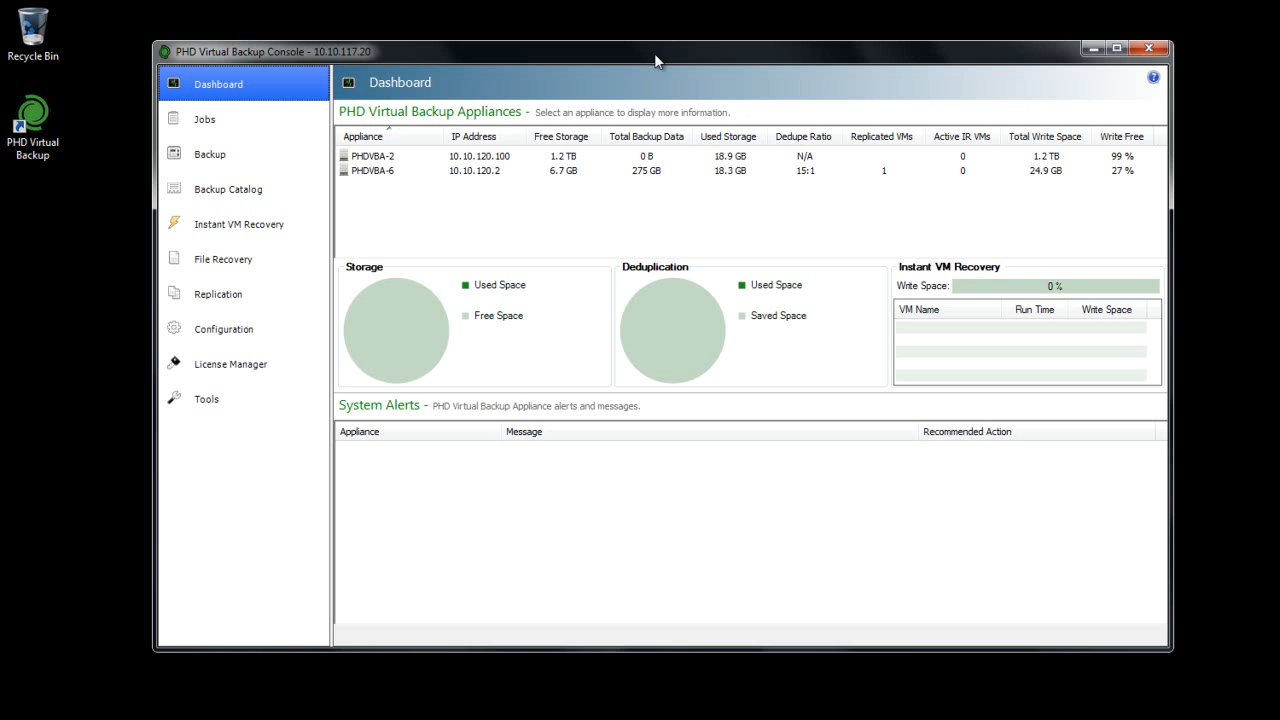 Recycle Bin
PHD Virtual
Backup
PHD Virtual Backup Console - 10.10.117.20
Dashboard
Jobs
Backup
Backup Catalog
Instant VM Recovery
File Recovery
Replication
Configuration
License Manager
Tools
Dashboard
?
PHD Virtual Backup Appliances - Select an appliance to display more information.
Appliance IP Address Free Storage Total Backup Data Used Storage Dedupe Ratio Replicated VMs Active IR VMs Total Write Space Write Free
PHDVBA-2 10.10.120.100 1.2 TB 0 B 18.9 GB N/A 0 1.2 TB 99 %
PHDVBA-6 10.10.120.2 6.7 GB 275 GB 18.3 GB 15:1 1 0 24.9 GB 27 %
Storage
Used Space
Free Space
Deduplication
Used Space
Saved Space
Instant VM Recovery
Write Space: 0 %
VM Name Run Time Write Space
System Alerts - PHD Virtual Backup Appliance alerts and messages.
Appliance Message Recommended Action